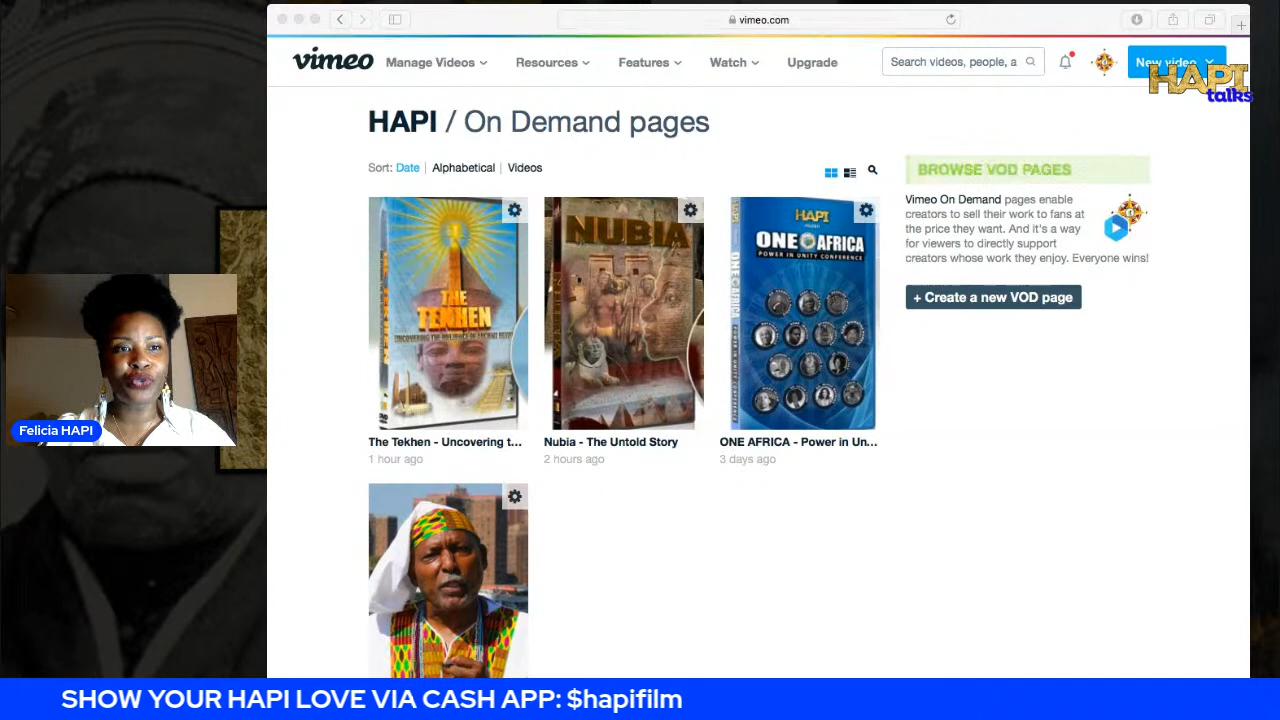 vimeo.com
vimeo Manage Videos Resources Features Watch Upgrade Search videos, people, a New video
HAPI
talks
HAPI / On Demand pages
Sort: Date | Alphabetical | Videos
BROWSE VOD PAGES
Vimeo On Demand pages enable
creators to sell their work to fans at
the price they want. And it's a way
for viewers to directly support
creators whose work they enjoy. Everyone wins!
+ Create a new VOD page
THE
TEKHEN
NUBIA
HAPI
ONE AFRICA
POWER IN UNITY CONFERENCE
The Tekhen - Uncovering t...
1 hour ago
Nubia - The Untold Story
2 hours ago
ONE AFRICA - Power in Un...
3 days ago
Felicia HAPI
SHOW YOUR HAPI LOVE VIA CASH APP: $hapifilm